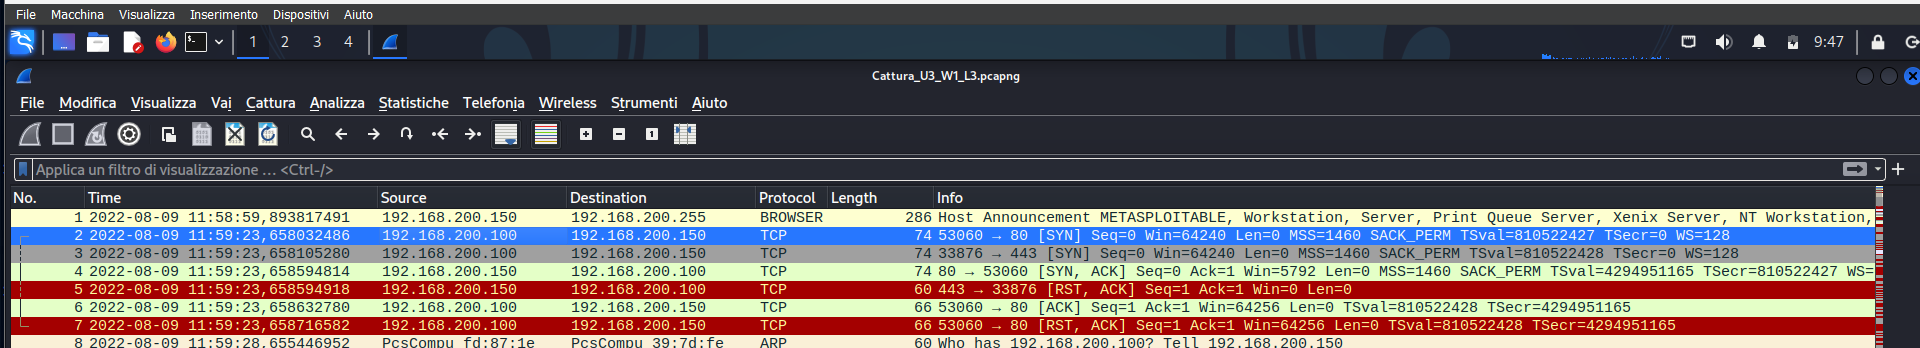 File Macchina Visualizza Inserimento Dispositivi Aiuto
1 2 3 4 9:47
Cattura_U3_W1_L3.pcapng
File Modifica Visualizza Vai Cattura Analizza Statistiche Telefonia Wireless Strumenti Aiuto
Applica un filtro di visualizzazione … <Ctrl-/>
No. Time Source Destination Protocol Length Info
1 2022-08-09 11:58:59,893817491 192.168.200.150 192.168.200.255 BROWSER 286 Host Announcement METASPLOITABLE, Workstation, Server, Print Queue Server, Xenix Server, NT Workstation,
2 2022-08-09 11:59:23,658032486 192.168.200.100 192.168.200.150 TCP 74 53060 → 80 [SYN] Seq=0 Win=64240 Len=0 MSS=1460 SACK_PERM TSval=810522427 TSecr=0 WS=128
3 2022-08-09 11:59:23,658105280 192.168.200.100 192.168.200.150 TCP 74 33876 → 443 [SYN] Seq=0 Win=64240 Len=0 MSS=1460 SACK_PERM TSval=810522428 TSecr=0 WS=128
4 2022-08-09 11:59:23,658594814 192.168.200.150 192.168.200.100 TCP 74 80 → 53060 [SYN, ACK] Seq=0 Ack=1 Win=5792 Len=0 MSS=1460 SACK_PERM TSval=4294951165 TSecr=810522427 WS=
5 2022-08-09 11:59:23,658594918 192.168.200.150 192.168.200.100 TCP 60 443 → 33876 [RST, ACK] Seq=1 Ack=1 Win=0 Len=0
6 2022-08-09 11:59:23,658632780 192.168.200.100 192.168.200.150 TCP 66 53060 → 80 [ACK] Seq=1 Ack=1 Win=64256 Len=0 TSval=810522428 TSecr=4294951165
7 2022-08-09 11:59:23,658716582 192.168.200.100 192.168.200.150 TCP 66 53060 → 80 [RST, ACK] Seq=1 Ack=1 Win=64256 Len=0 TSval=810522428 TSecr=4294951165
8 2022-08-09 11:59:28,655446952 PcsCompu_fd:87:1e PcsCompu_39:7d:fe ARP 60 Who has 192.168.200.100? Tell 192.168.200.150